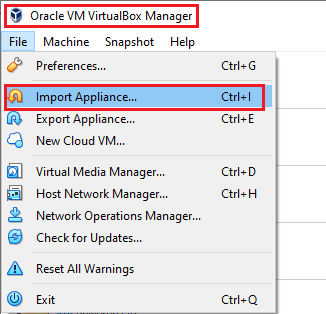 Oracle VM VirtualBox Manager
File Machine Snapshot Help
Preferences... Ctrl+G
Import Appliance... Ctrl+I
Export Appliance... Ctrl+E
New Cloud VM...
Virtual Media Manager... Ctrl+D
Host Network Manager... Ctrl+H
Network Operations Manager...
Check for Updates...
Reset All Warnings
Exit Ctrl+Q